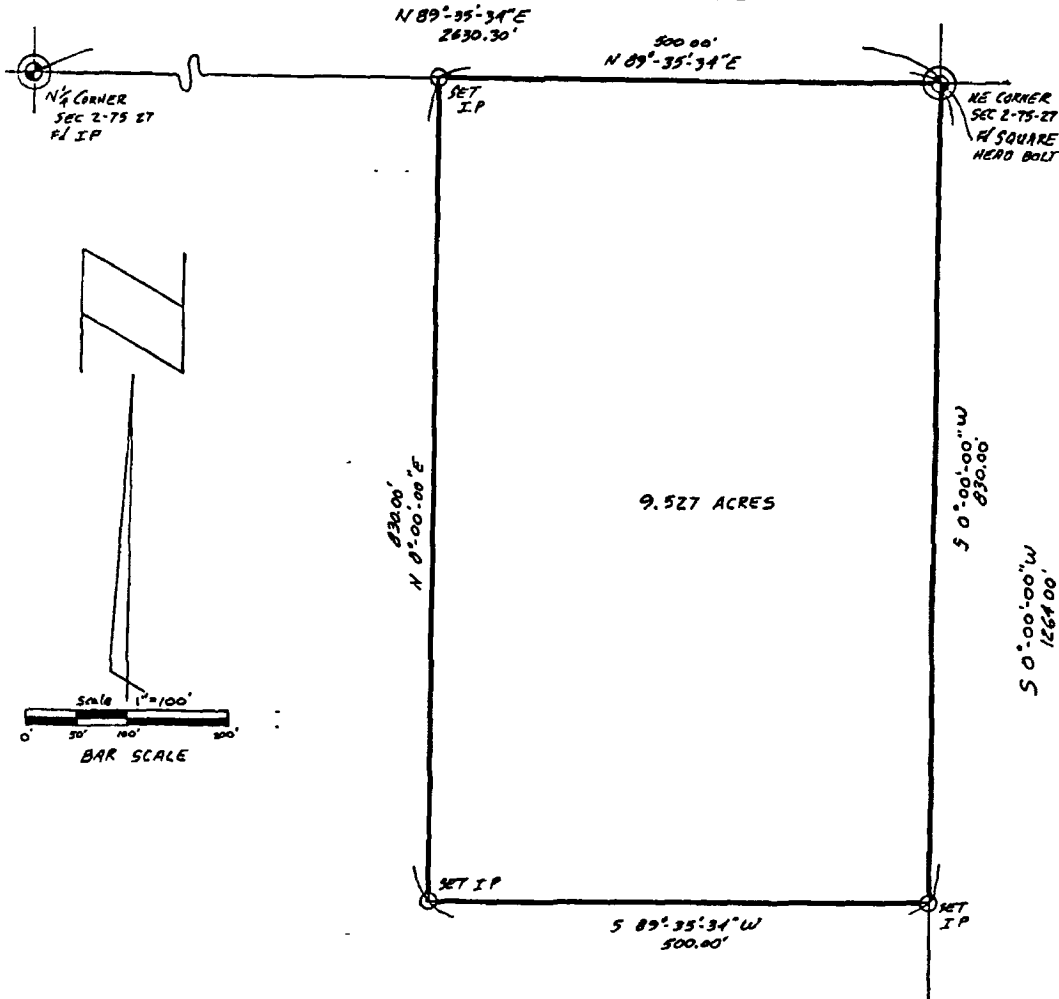 N 89°-35'-34"E
2630.30'
500.00'
N 89°-35'-34"E
N¼ CORNER
SEC 2-75 27
Fd IP
SET
IP
NE CORNER
SEC 2-75-27
Fd SQUARE
HEAD BOLT
830.00'
N 0°-00'-00"E
9.527 ACRES
S 0°-00'-00"W
830.00'
S 0°-00'-00"W
1264.00'
Scale 1"=100'
0' 50' 100' 200'
BAR SCALE
SET IP
SET
IP
S 89°-35'-34"W
500.00'